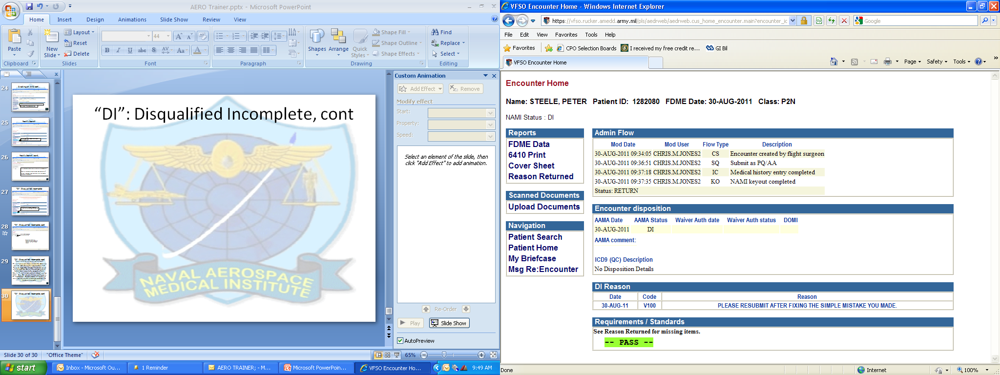 AERO Trainer.pptx - Microsoft PowerPoint
Home Insert Design Animations Slide Show Review View
Paste
Clipboard
New Slide
Layout
Reset
Delete
Slides
44
B I U abc S AV Aa A
Font
Paragraph
Shapes Arrange Quick Styles
Shape Fill
Shape Outline
Shape Effects
Drawing
Find
Replace
Select
Editing
24
25
26
27
28
29
30
“DI”: Disqualified Incomplete, cont
NAVAL AEROSPACE
MEDICAL INSTITUTE
Custom Animation
Add Effect Remove
Modify effect
Start:
Property:
Speed:
Select an element of the slide, then
click "Add Effect" to add animation.
Re-Order
Play Slide Show
AutoPreview
Slide 30 of 30 "Office Theme" 65%
start Inbox - Microsoft Ou... 1 Reminder AERO TRAINER; - M... Microsoft PowerPoin... VFSO Encounter Ho... 9:49 AM
VFSO Encounter Home - Windows Internet Explorer
https://vfso.rucker.amedd.army.mil/pls/aedrweb/aedrweb.cus_home_encounter.main?encounter_ic Google
File Edit View Favorites Tools Help
Favorites CPO Selection Boards I received my free credit re... GI Bil
VFSO Encounter Home Page Safety Tools »
Encounter Home
Name: STEELE, PETER Patient ID: 1282080 FDME Date: 30-AUG-2011 Class: P2N
NAMI Status : DI
Reports
FDME Data
6410 Print
Cover Sheet
Reason Returned
Scanned Documents
Upload Documents
Navigation
Patient Search
Patient Home
My Briefcase
Msg Re:Encounter
Admin Flow
Mod Date Mod User Flow Type Description
30-AUG-2011 09:34:05 CHRIS.M.JONES2 CS Encounter created by flight surgeon
30-AUG-2011 09:36:51 CHRIS.M.JONES2 SQ Submit as PQ/AA
30-AUG-2011 09:37:18 CHRIS.M.JONES2 IC Medical history entry completed
30-AUG-2011 09:37:35 CHRIS.M.JONES2 KO NAMI keyout completed
Status: RETURN
Encounter disposition
AAMA Date AAMA Status Waiver Auth date Waiver Auth status DOMI
30-AUG-2011 DI
AAMA comment:
ICD9 (QC) Description
No Disposition Details
DI Reason
Date Code Reason
30-AUG-11 V100 PLEASE RESUBMIT AFTER FIXING THE SIMPLE MISTAKE YOU MADE.
Requirements / Standards
See Reason Returned for missing items.
-- PASS --
Done Internet 100%